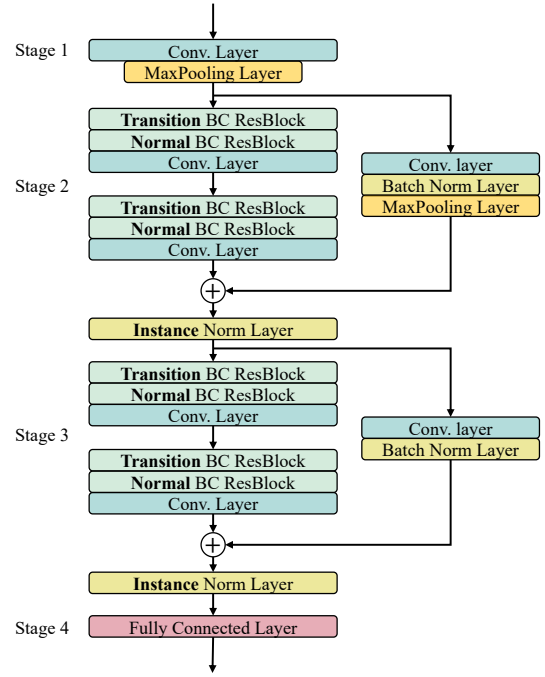 Stage 1
Conv. Layer
MaxPooling Layer
Transition BC ResBlock
Normal BC ResBlock
Conv. Layer
Stage 2
Transition BC ResBlock
Normal BC ResBlock
Conv. Layer
Conv. layer
Batch Norm Layer
MaxPooling Layer
Instance Norm Layer
Transition BC ResBlock
Normal BC ResBlock
Conv. Layer
Stage 3
Transition BC ResBlock
Normal BC ResBlock
Conv. Layer
Conv. layer
Batch Norm Layer
Instance Norm Layer
Stage 4
Fully Connected Layer